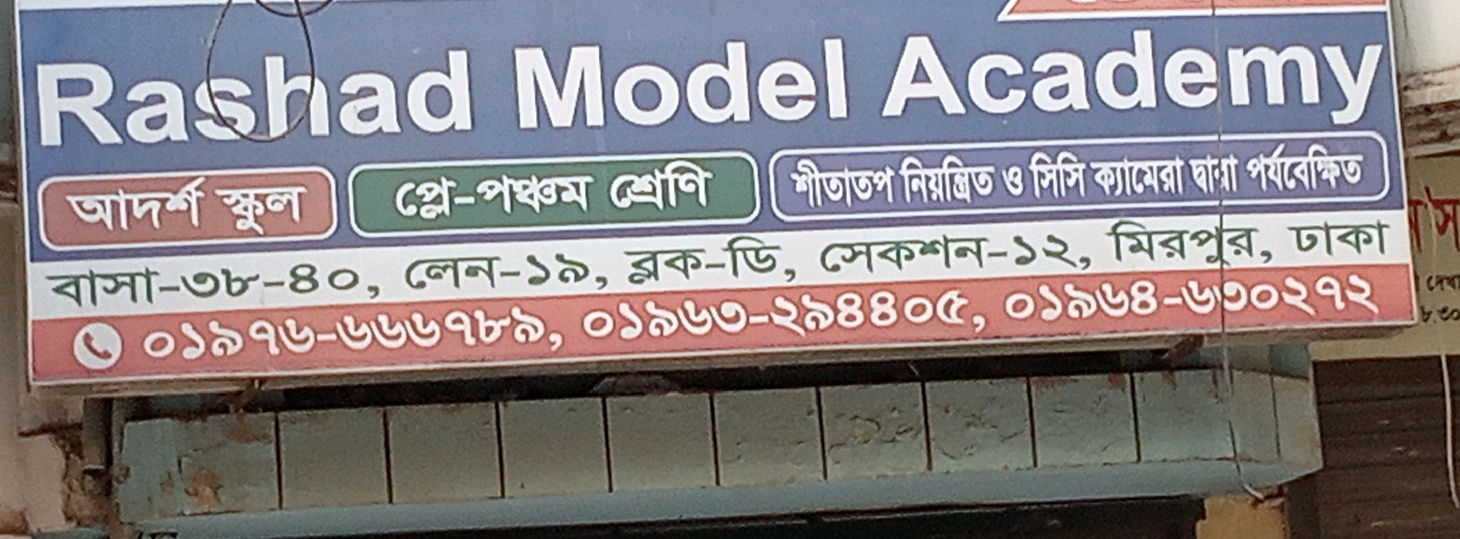 Rashad Model Academy
আদর্শ স্কুল প্লে-পঞ্চম শ্রেণি শীতাতপ নিয়ন্ত্রিত ও সিসি ক্যামেরা দ্বারা পর্যবেক্ষিত
বাসা-৩৮-৪০, লেন-১৯, ব্লক-ডি, সেকশন-১২, মিরপুর, ঢাকা
০১৯৭৬-৬৬৬৭৮৯, ০১৯৬৩-২৯৪৪০৫, ০১৯৬৪-৬৩০২৭২